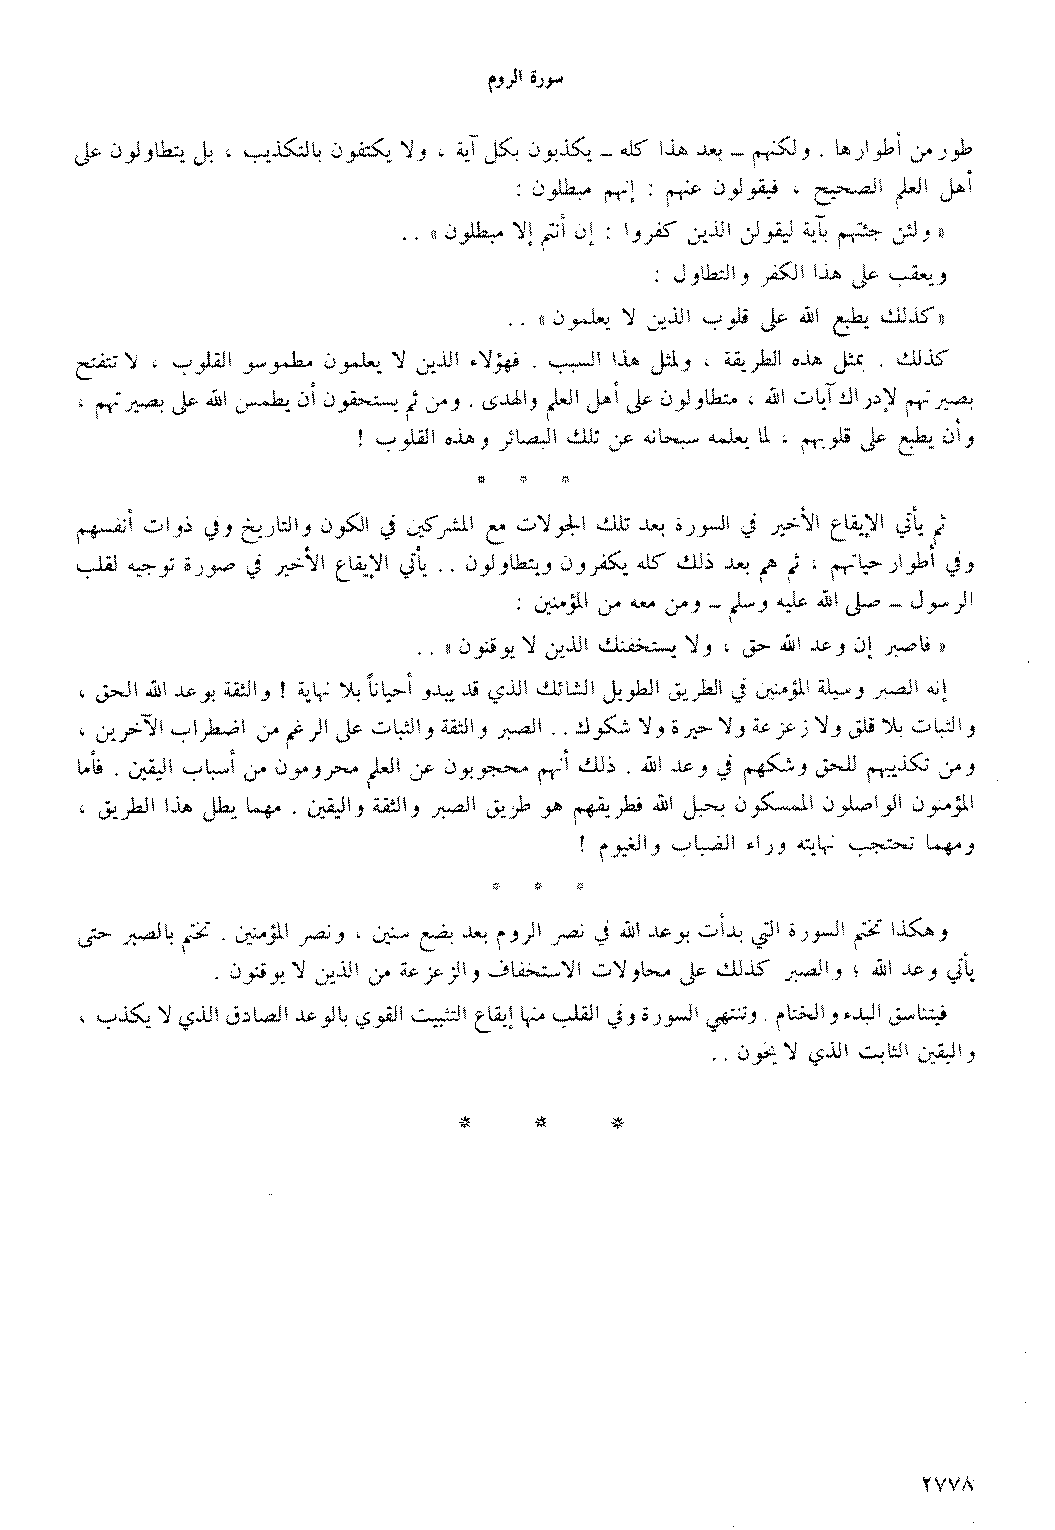 سورة الروم
طور من أطوارها . ولكنهم – بعد هذا كله – يكذبون بكل آية ، ولا يكتفون بالتكذيب ، بل يتطاولون على
أهل العلم الصحيح ، فيقولون عنهم : إنهم مبطلون :
« ولئن جئتهم بآية ليقولن الذين كفروا : إن أنتم إلا مبطلون » . .
ويعقب على هذا الكفر والتطاول :
« كذلك يطبع الله على قلوب الذين لا يعلمون » . .
كذلك . بمثل هذه الطريقة ، ولمثل هذا السبب . فهؤلاء الذين لا يعلمون مطموسو القلوب ، لا تتفتح
بصيرتهم لإدراك آيات الله ، متطاولون على أهل العلم والهدى . ومن ثم يستحقون أن يطمس الله على بصيرتهم ،
وأن يطبع على قلوبهم ، لما يعلمه سبحانه عن تلك البصائر وهذه القلوب !
* * *
ثم يأتي الإيقاع الأخير في السورة بعد تلك الجولات مع المشركين في الكون والتاريخ وفي ذوات أنفسهم
وفي أطوار حياتهم ، ثم هم بعد ذلك كله يكفرون ويتطاولون . . يأتي الإيقاع الأخير في صورة توجيه لقلب
الرسول – صلى الله عليه وسلم – ومن معه من المؤمنين :
« فاصبر إن وعد الله حق ، ولا يستخفنك الذين لا يوقنون » . .
إنه الصبر وسيلة المؤمنين في الطريق الطويل الشائك الذي قد يبدو أحياناً بلا نهاية ! والثقة بوعد الله الحق ،
والثبات بلا قلق ولا زعزعة ولا حيرة ولا شكوك . . الصبر والثقة والثبات على الرغم من اضطراب الآخرين ،
ومن تكذيبهم للحق وشكهم في وعد الله . ذلك أنهم محجوبون عن العلم محرومون من أسباب اليقين . فأما
المؤمنون الواصلون الممسكون بحبل الله فطريقهم هو طريق الصبر والثقة واليقين . مهما يطل هذا الطريق ،
ومهما تحتجب نهايته وراء الضباب والغيوم !
* * *
وهكذا تختم السورة التي بدأت بوعد الله في نصر الروم بعد بضع سنين ، ونصر المؤمنين . تختم بالصبر حتى
يأتي وعد الله ؛ والصبر كذلك على محاولات الاستخفاف والزعزعة من الذين لا يوقنون .
فيتناسق البدء والختام . وتنتهي السورة وفي القلب منها إيقاع التثبيت القوي بالوعد الصادق الذي لا يكذب ،
واليقين الثابت الذي لا يخون . .
* * *
٢٧٧٨